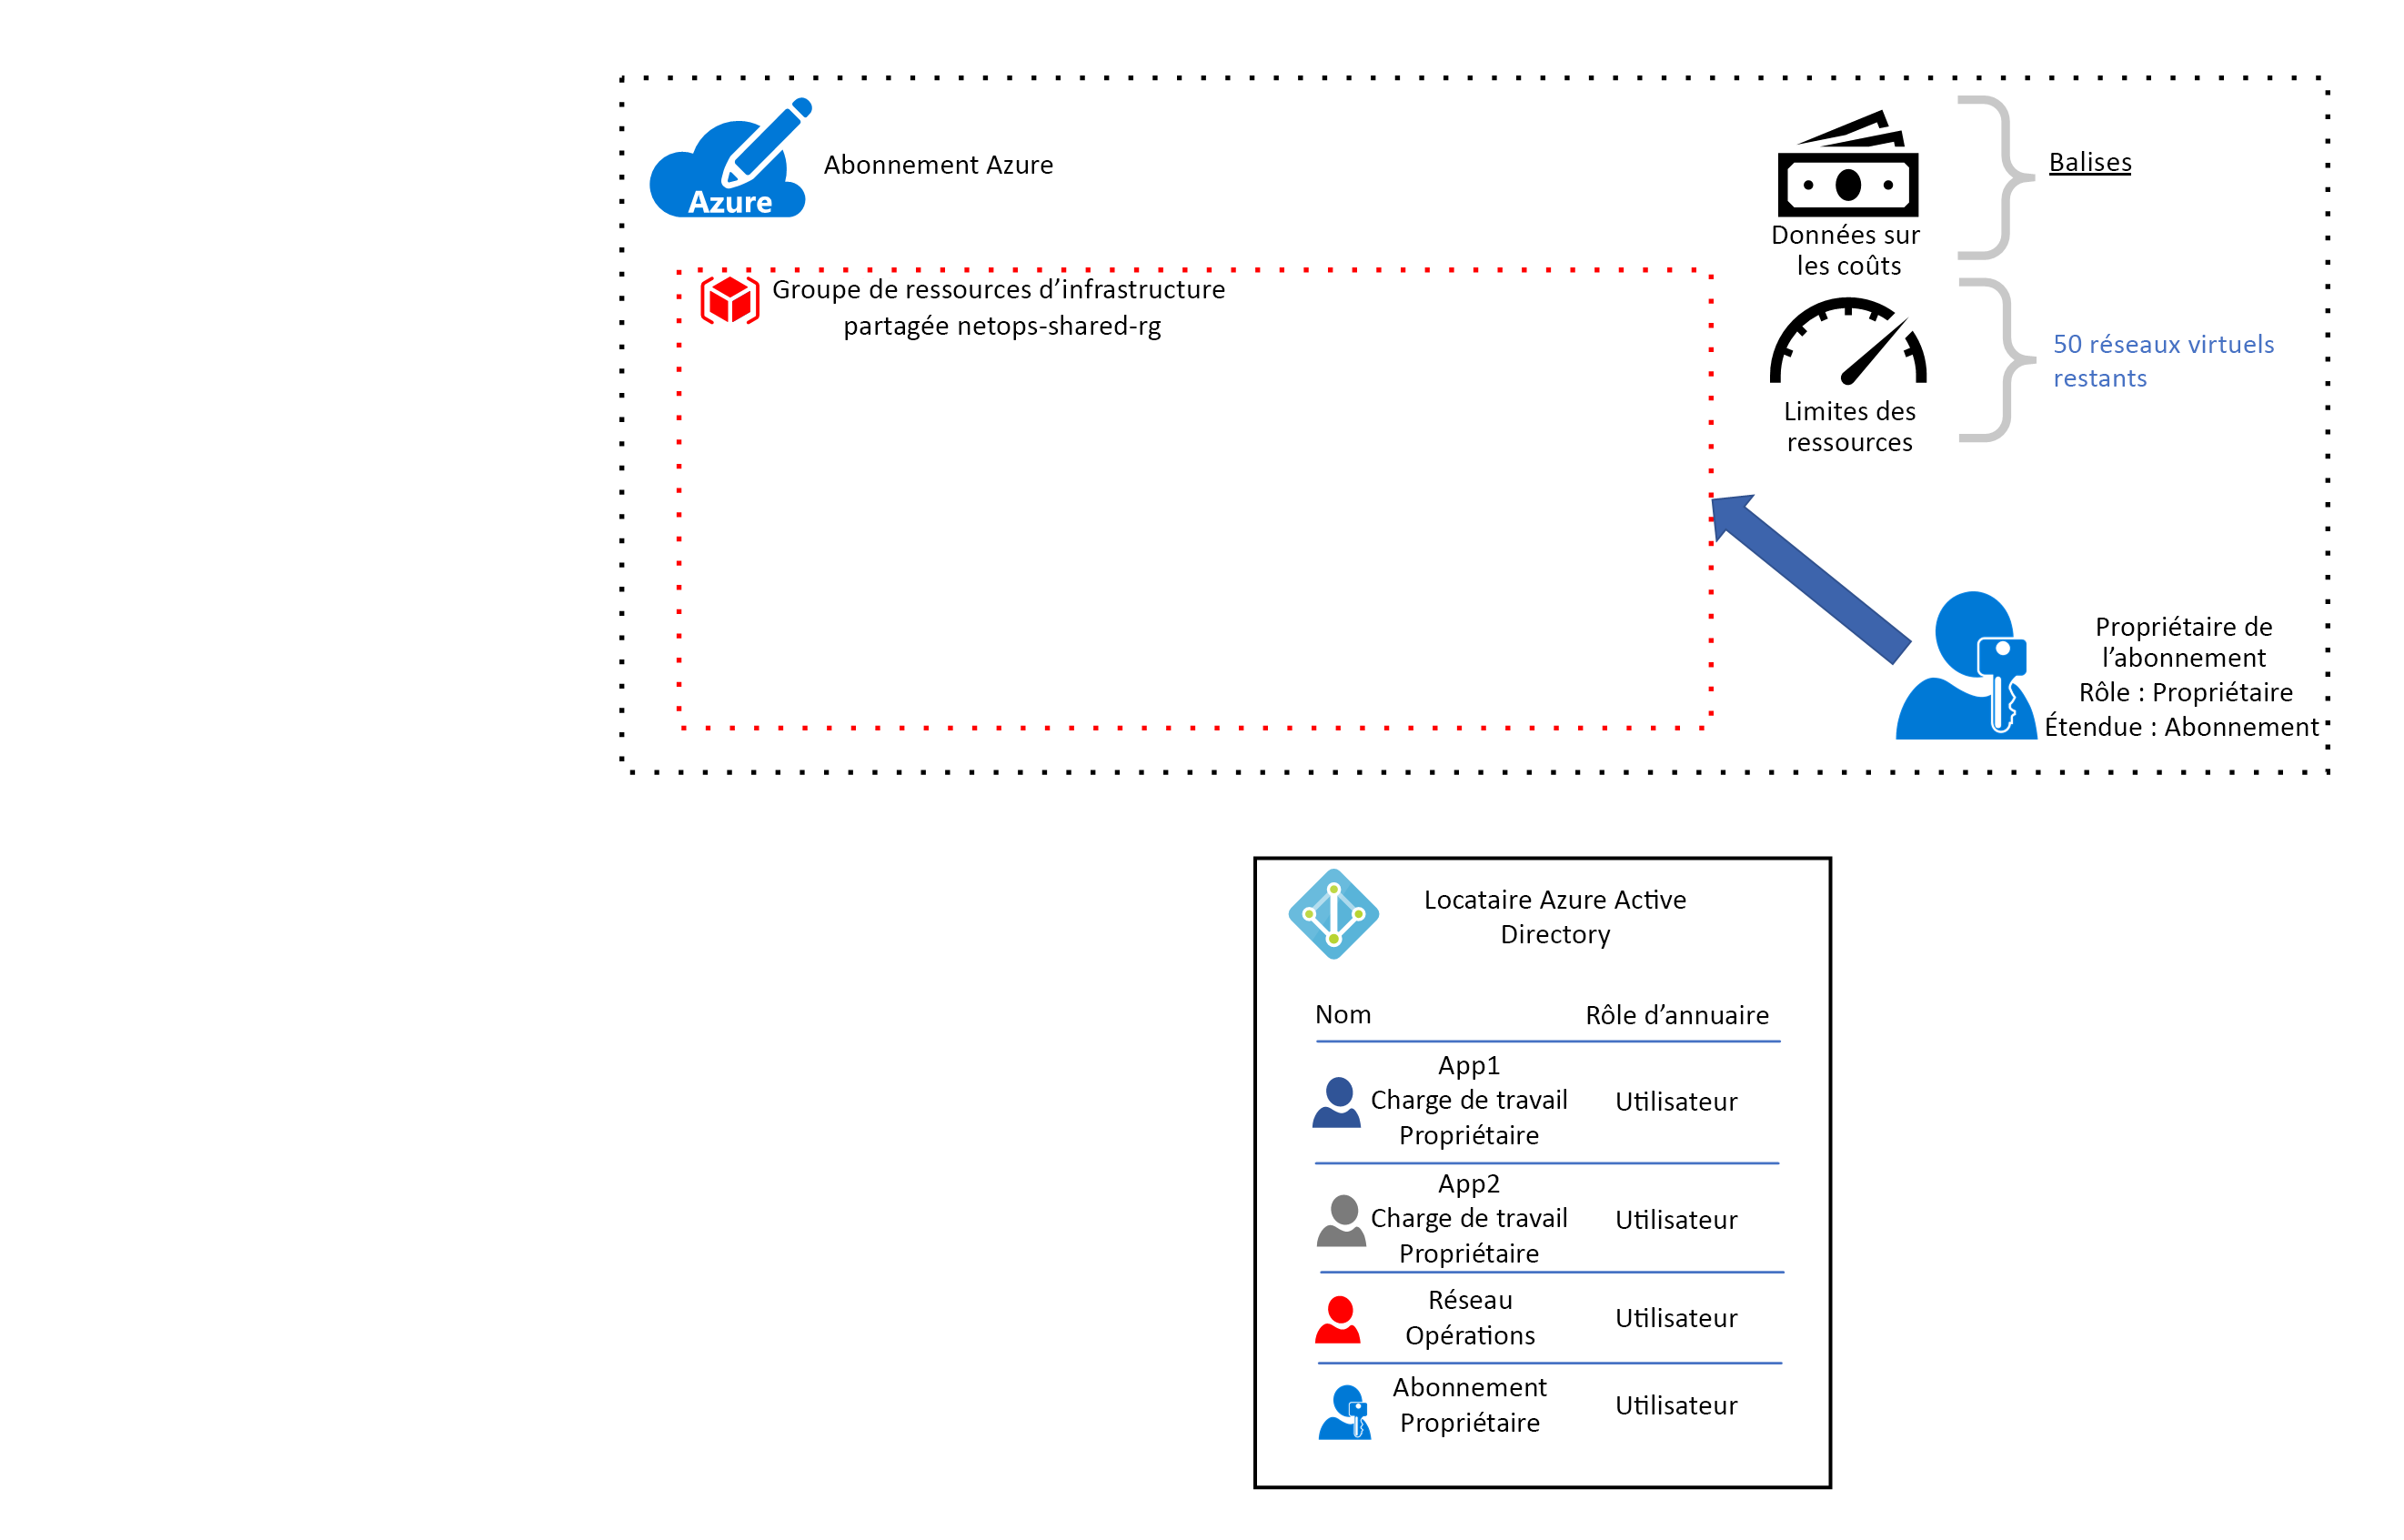 Azure
Abonnement Azure
Données sur
les coûts
Balises
Groupe de ressources d’infrastructure
partagée netops-shared-rg
50 réseaux virtuels
restants
Limites des
ressources
Propriétaire de
l’abonnement
Rôle : Propriétaire
Étendue : Abonnement
Locataire Azure Active
Directory
Nom
Rôle d’annuaire
App1
Charge de travail
Propriétaire
Utilisateur
App2
Charge de travail
Propriétaire
Utilisateur
Réseau
Opérations
Utilisateur
Abonnement
Propriétaire
Utilisateur